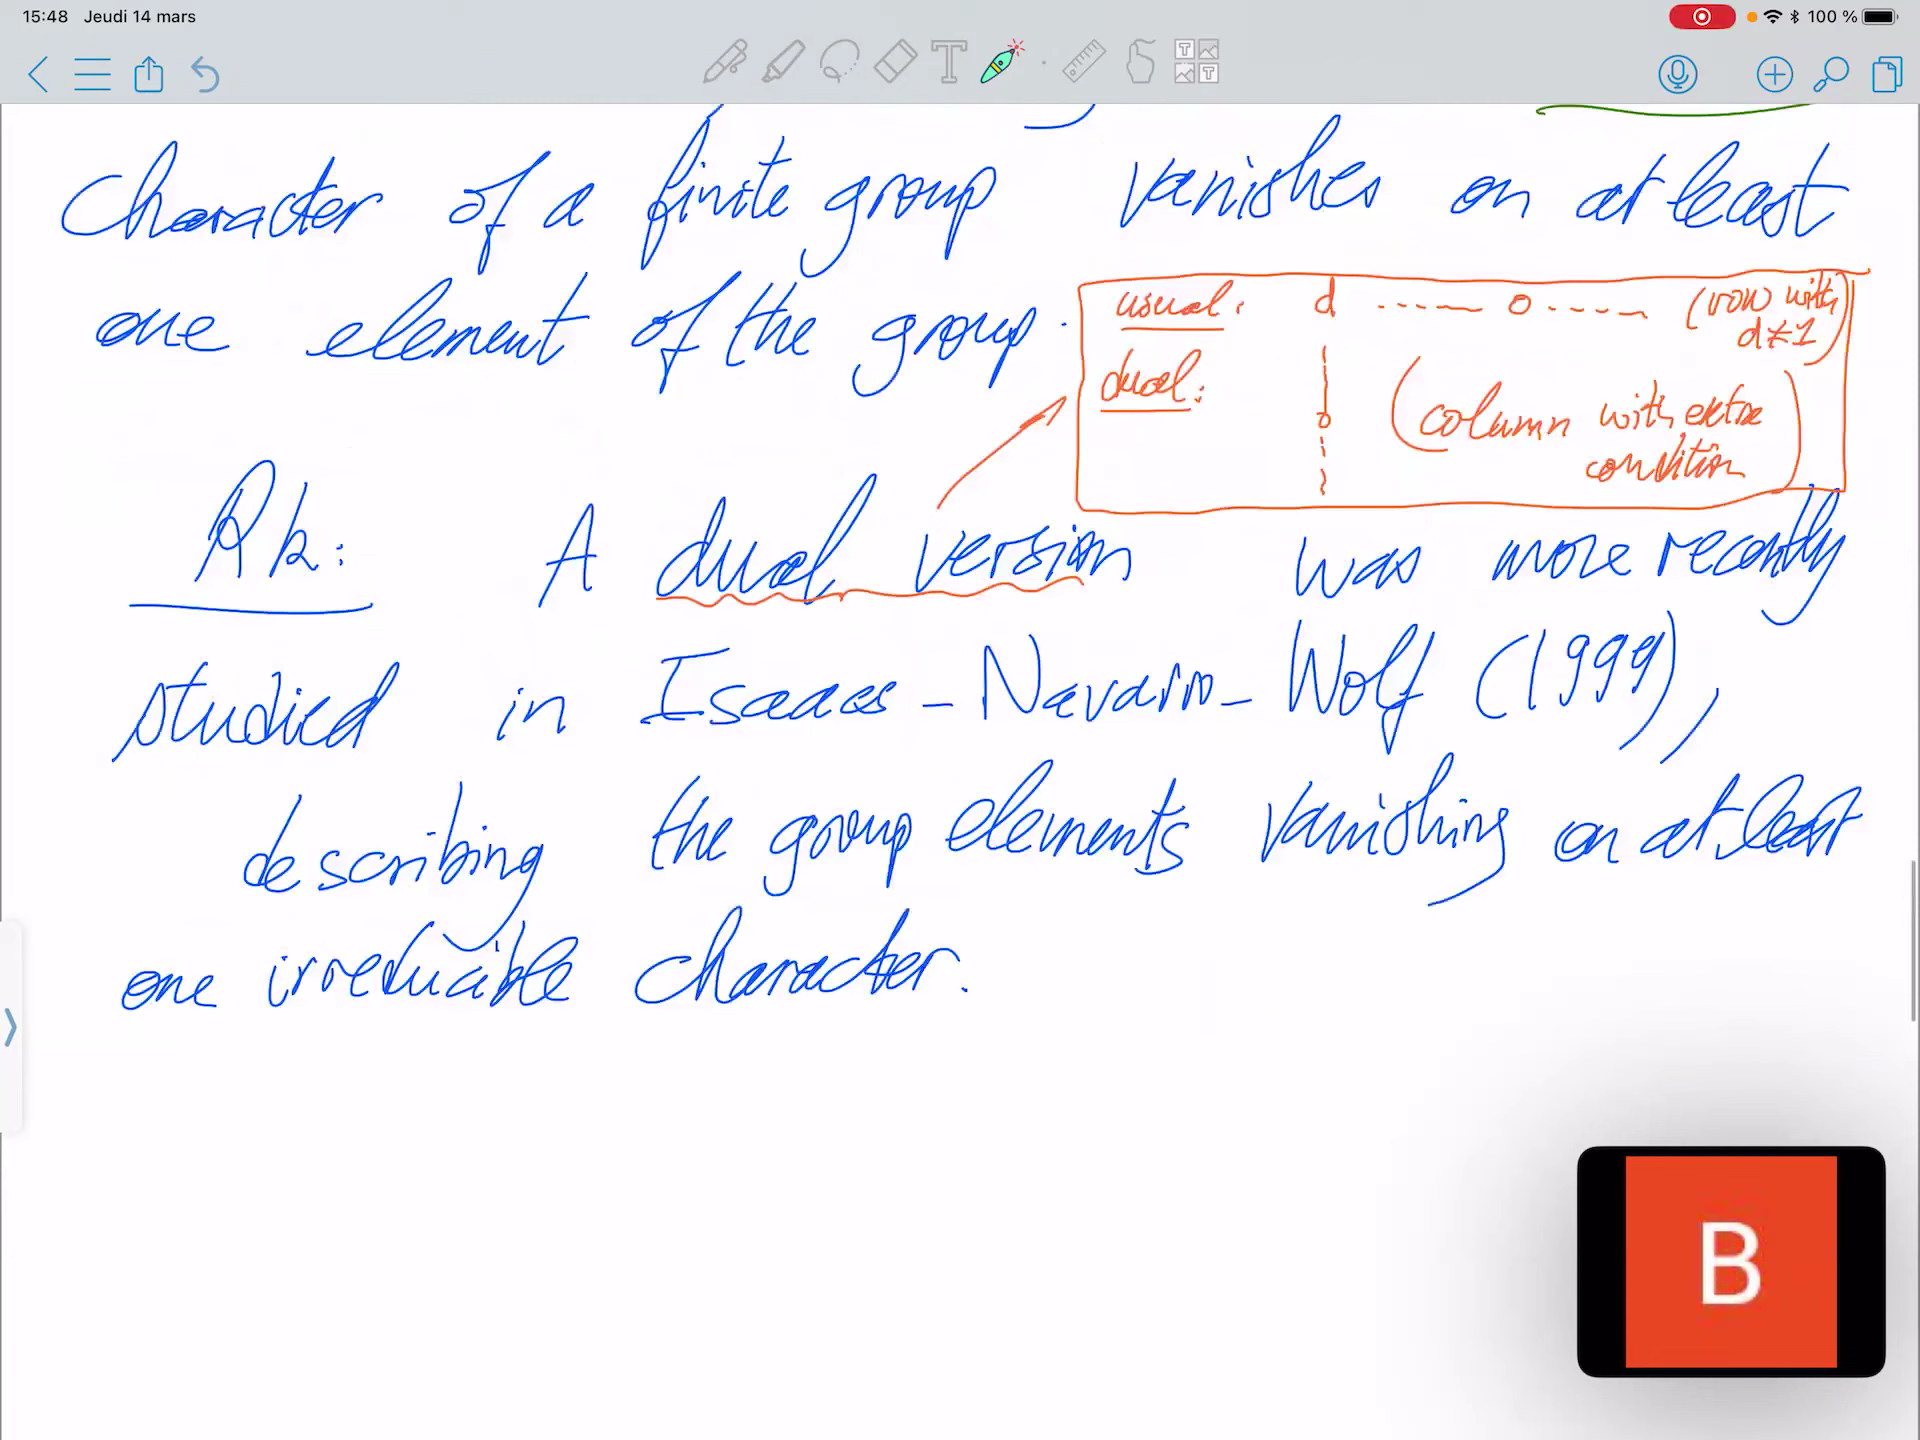 15:48 Jeudi 14 mars 100 %
character of a finite group vanishes on at least
one element of the group.
usual: d ----- 0 ----- (row with d≠1)
dual: 0 (column with extra condition)
Rk: A dual version was more recently
studied in Isaacs - Navarro - Wolf (1999),
describing the group elements vanishing on at least
one irreducible character.
B